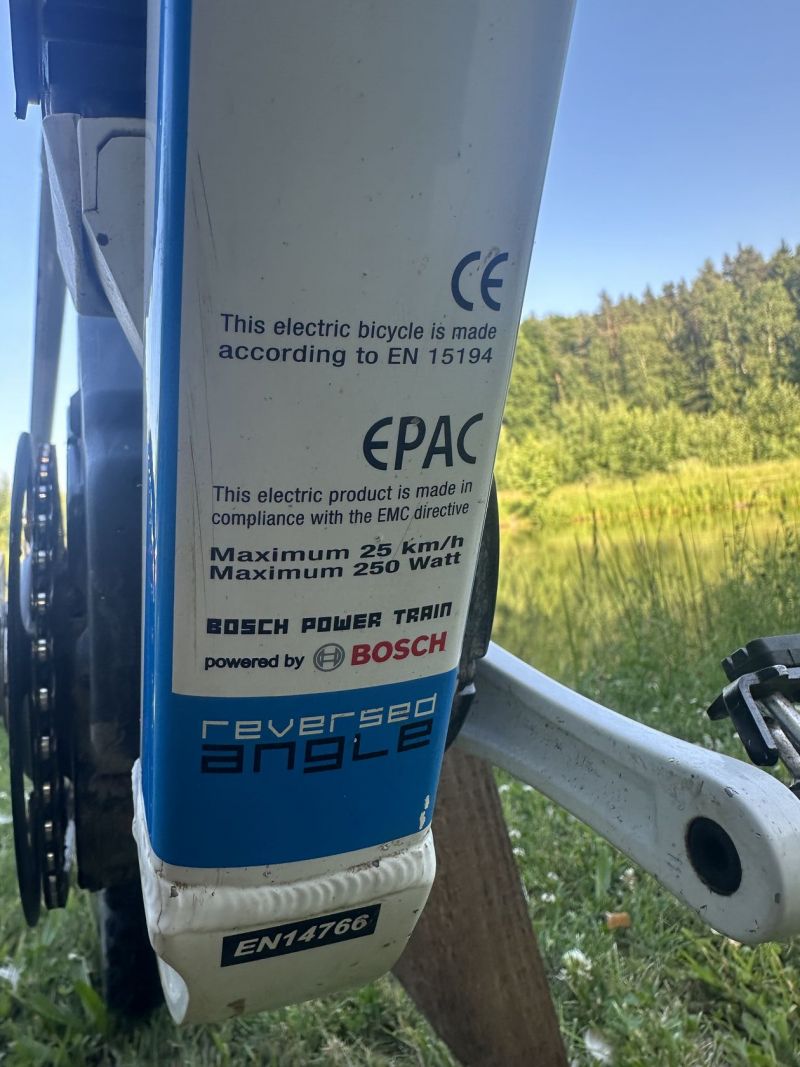 CE
This electric bicycle is made
according to EN 15194
EPAC
This electric product is made in
compliance with the EMC directive
Maximum 25 km/h
Maximum 250 Watt
BOSCH POWER TRAIN
powered by BOSCH
reversed
angle
EN14766